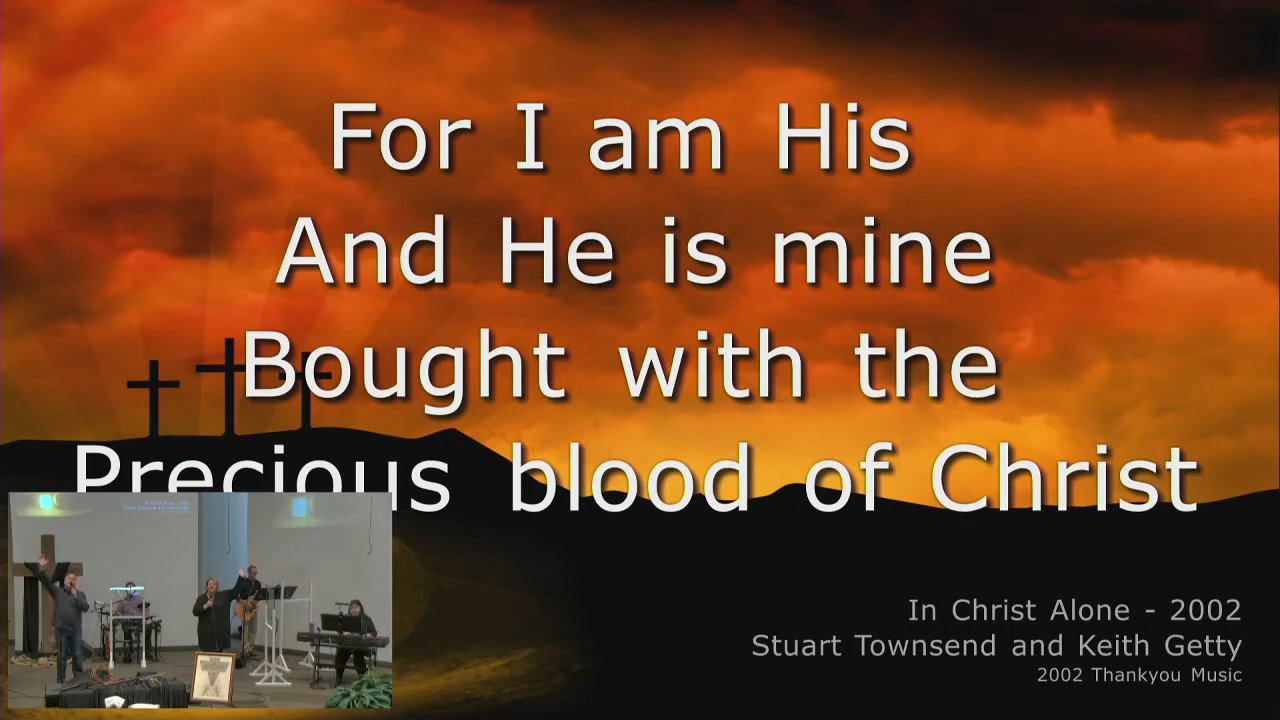 For I am His
And He is mine
Bought with the
Precious blood of Christ
In Christ Alone - 2002
Stuart Townsend and Keith Getty
2002 Thankyou Music